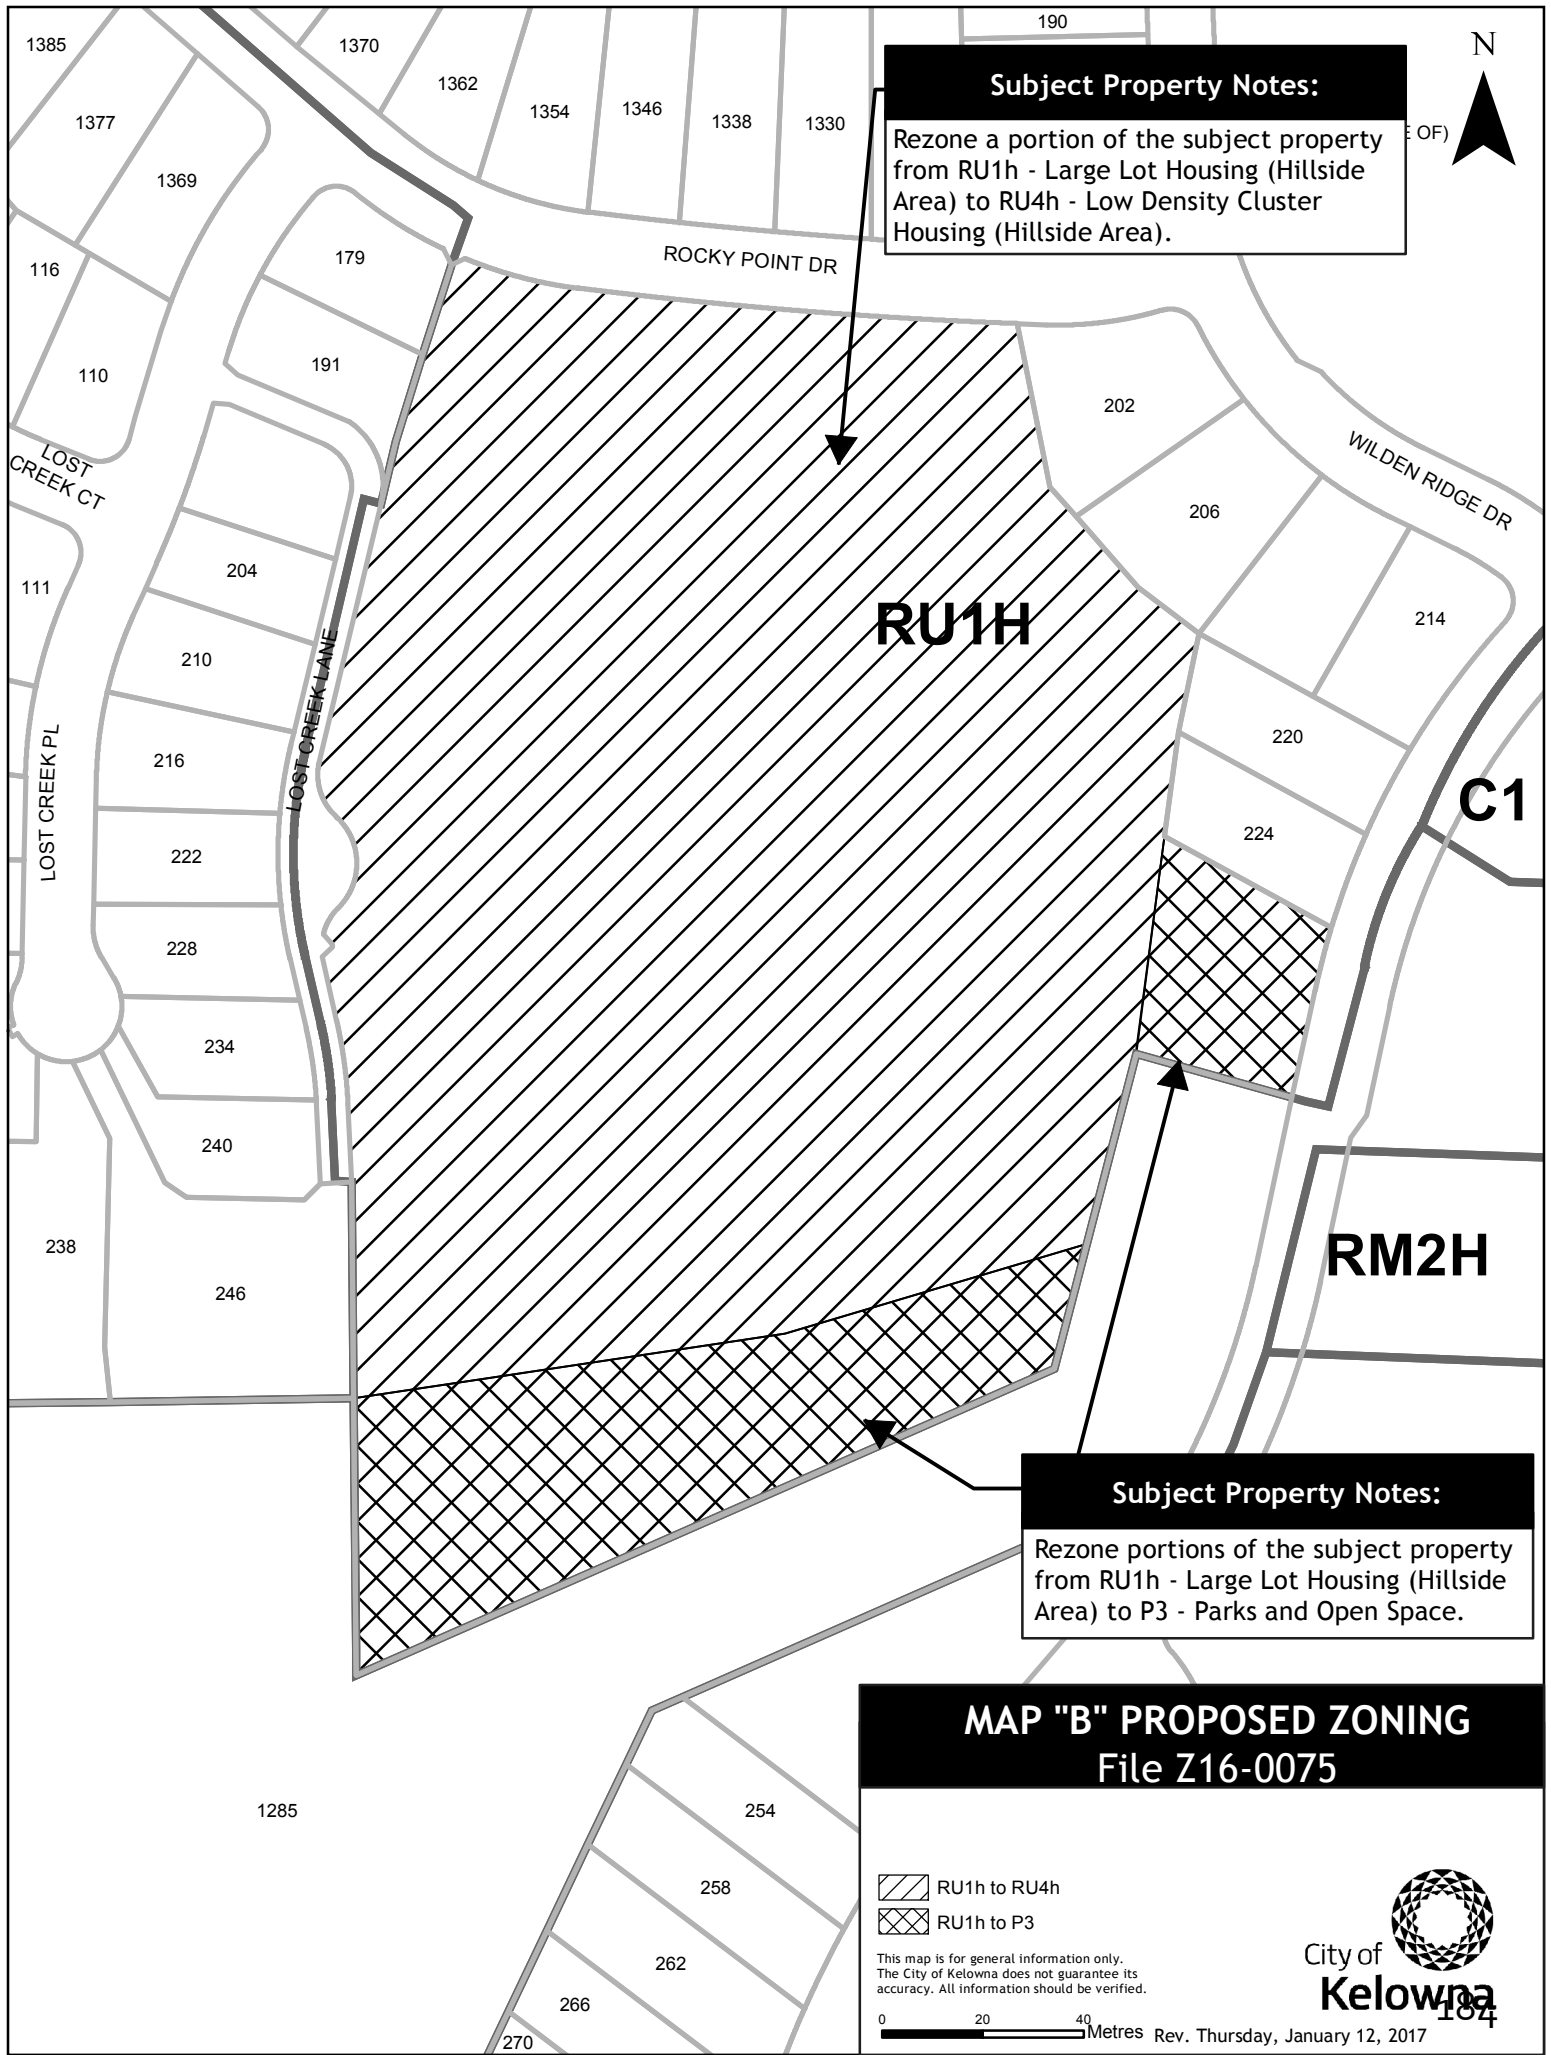 190
1385
1370
1362
1354
1346
1338
1330
N
Subject Property Notes:
Rezone a portion of the subject property
from RU1h - Large Lot Housing (Hillside
Area) to RU4h - Low Density Cluster
Housing (Hillside Area).
OF)
1377
1369
116
179
ROCKY POINT DR
110
191
202
LOST
CREEK CT
WILDEN RIDGE DR
206
111
204
214
RU1H
210
LOST CREEK LANE
LOST CREEK PL
216
220
C1
222
224
228
234
240
238
246
RM2H
Subject Property Notes:
Rezone portions of the subject property
from RU1h - Large Lot Housing (Hillside
Area) to P3 - Parks and Open Space.
MAP "B" PROPOSED ZONING
File Z16-0075
1285
254
258
262
266
270
RU1h to RU4h
RU1h to P3
This map is for general information only.
The City of Kelowna does not guarantee its
accuracy. All information should be verified.
0 20 40 Metres
City of
Kelowna
184
Rev. Thursday, January 12, 2017